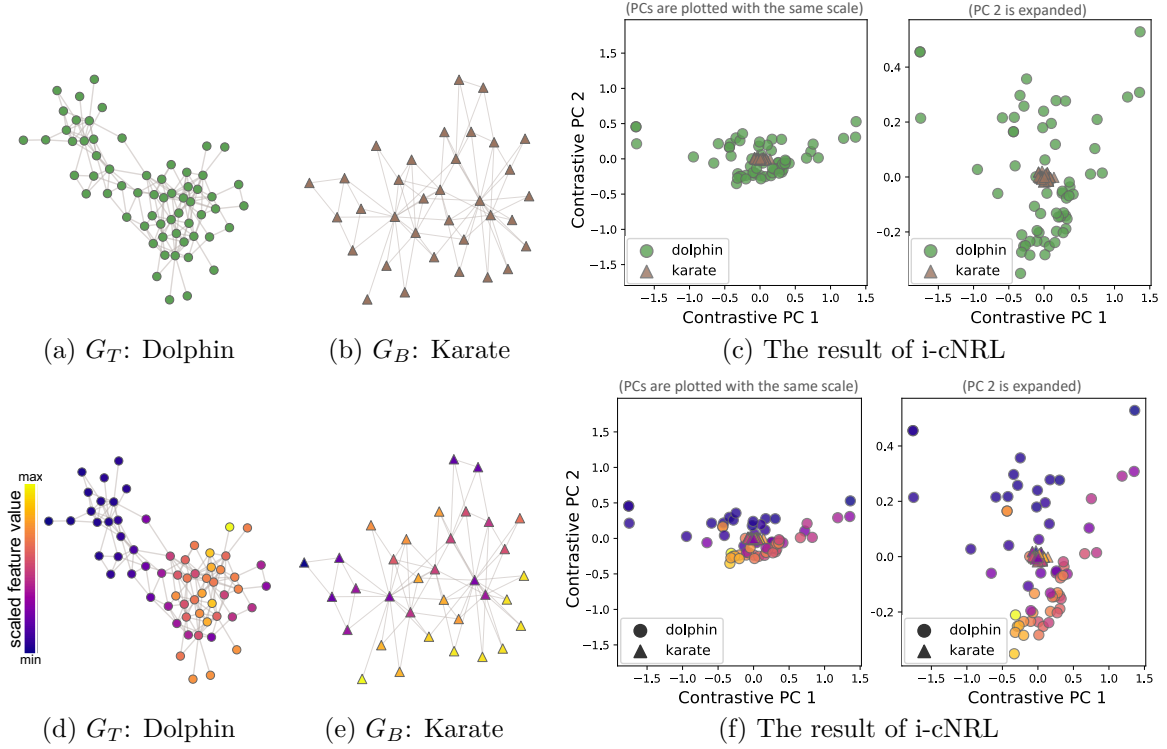 (PCs are plotted with the same scale)
(PC 2 is expanded)
1.5
1.0
0.5
0.0
−0.5
−1.0
−1.5
Contrastive PC 2
dolphin
karate
−1.5 −1.0 −0.5 0.0 0.5 1.0 1.5
Contrastive PC 1
0.4
0.2
0.0
−0.2
dolphin
karate
−1.5 −1.0 −0.5 0.0 0.5 1.0 1.5
Contrastive PC 1
(a) G_T: Dolphin
(b) G_B: Karate
(c) The result of i-cNRL
max
scaled feature value
min
(PCs are plotted with the same scale)
(PC 2 is expanded)
1.5
1.0
0.5
0.0
−0.5
−1.0
−1.5
Contrastive PC 2
dolphin
karate
−1.5 −1.0 −0.5 0.0 0.5 1.0 1.5
Contrastive PC 1
0.4
0.2
0.0
−0.2
dolphin
karate
−1.5 −1.0 −0.5 0.0 0.5 1.0 1.5
Contrastive PC 1
(d) G_T: Dolphin
(e) G_B: Karate
(f) The result of i-cNRL